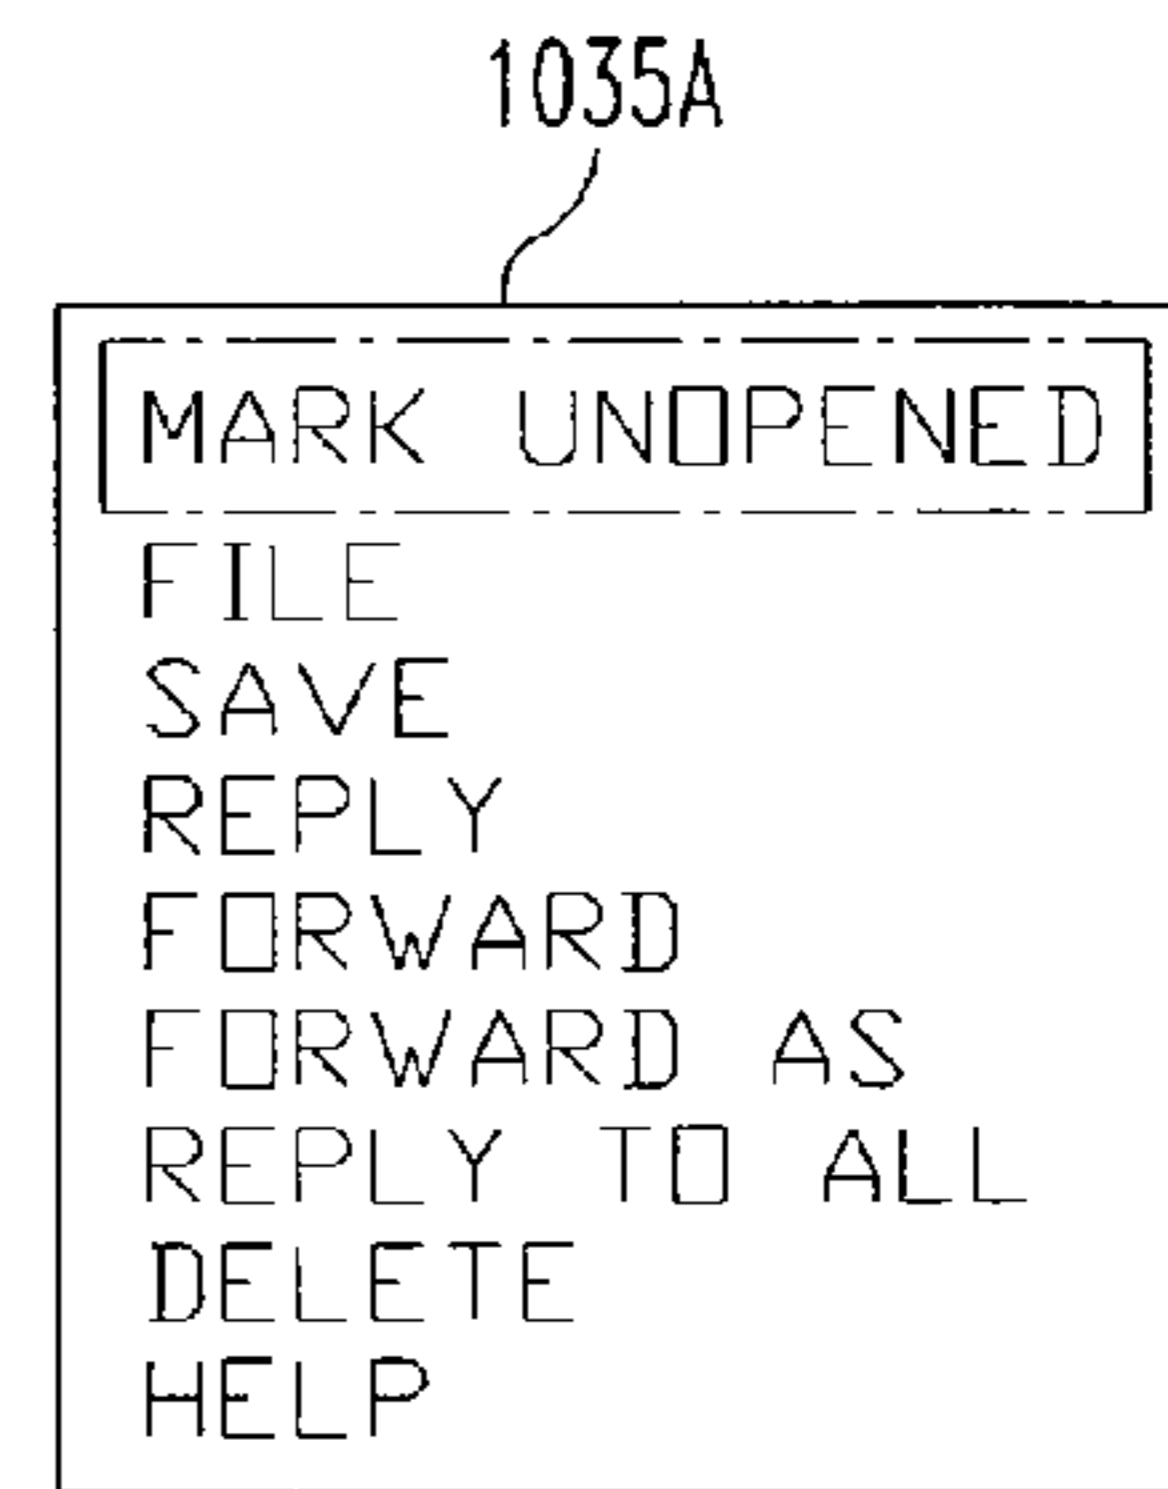 1035A
MARK UNOPENED
FILE
SAVE
REPLY
FORWARD
FORWARD AS
REPLY TO ALL
DELETE
HELP